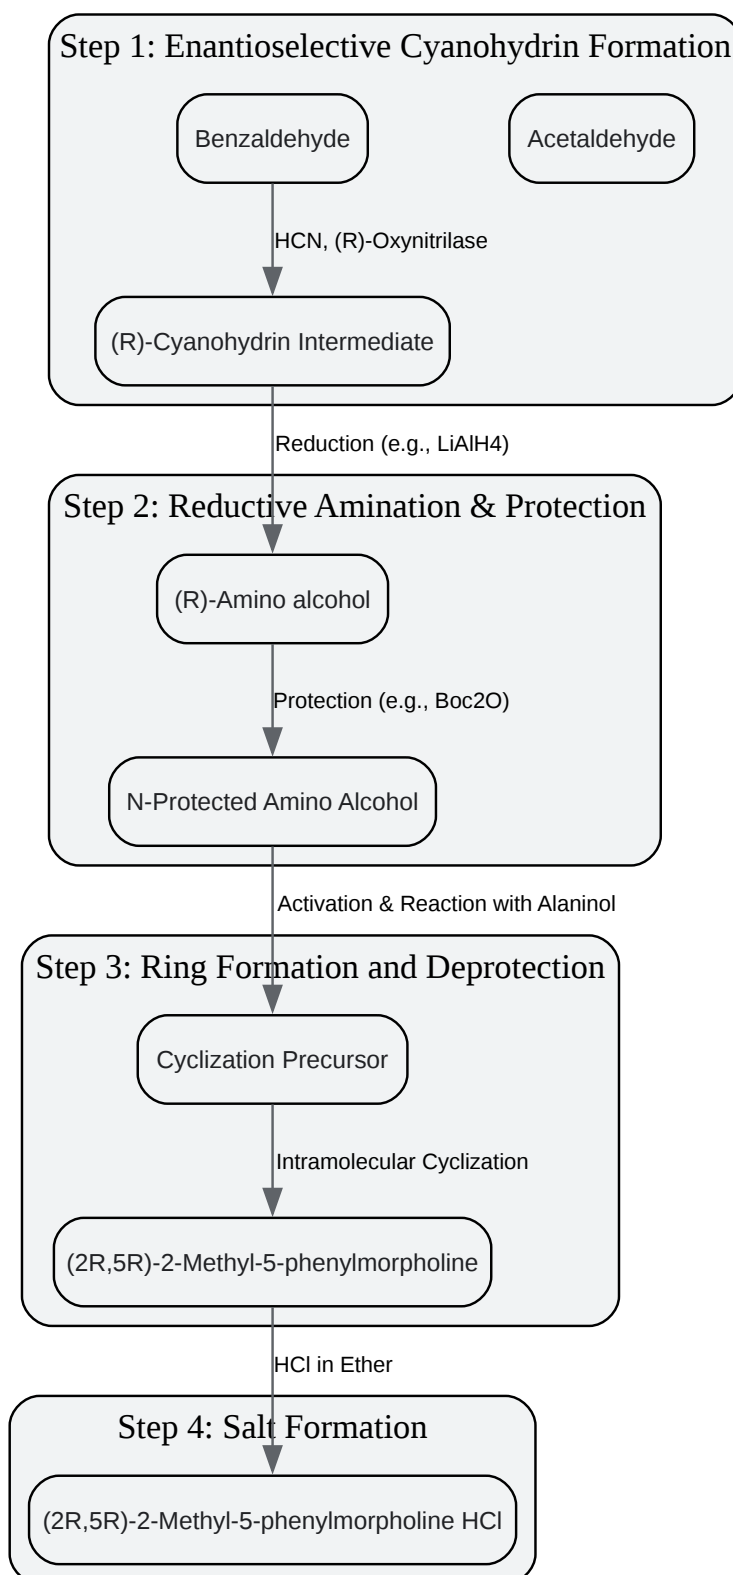 Step 1: Enantioselective Cyanohydrin Formation
Benzaldehyde
Acetaldehyde
HCN, (R)-Oxynitrilase
(R)-Cyanohydrin Intermediate
Reduction (e.g., LiAlH4)
Step 2: Reductive Amination & Protection
(R)-Amino alcohol
Protection (e.g., Boc2O)
N-Protected Amino Alcohol
Activation & Reaction with Alaninol
Step 3: Ring Formation and Deprotection
Cyclization Precursor
Intramolecular Cyclization
(2R,5R)-2-Methyl-5-phenylmorpholine
HCl in Ether
Step 4: Salt Formation
(2R,5R)-2-Methyl-5-phenylmorpholine HCl